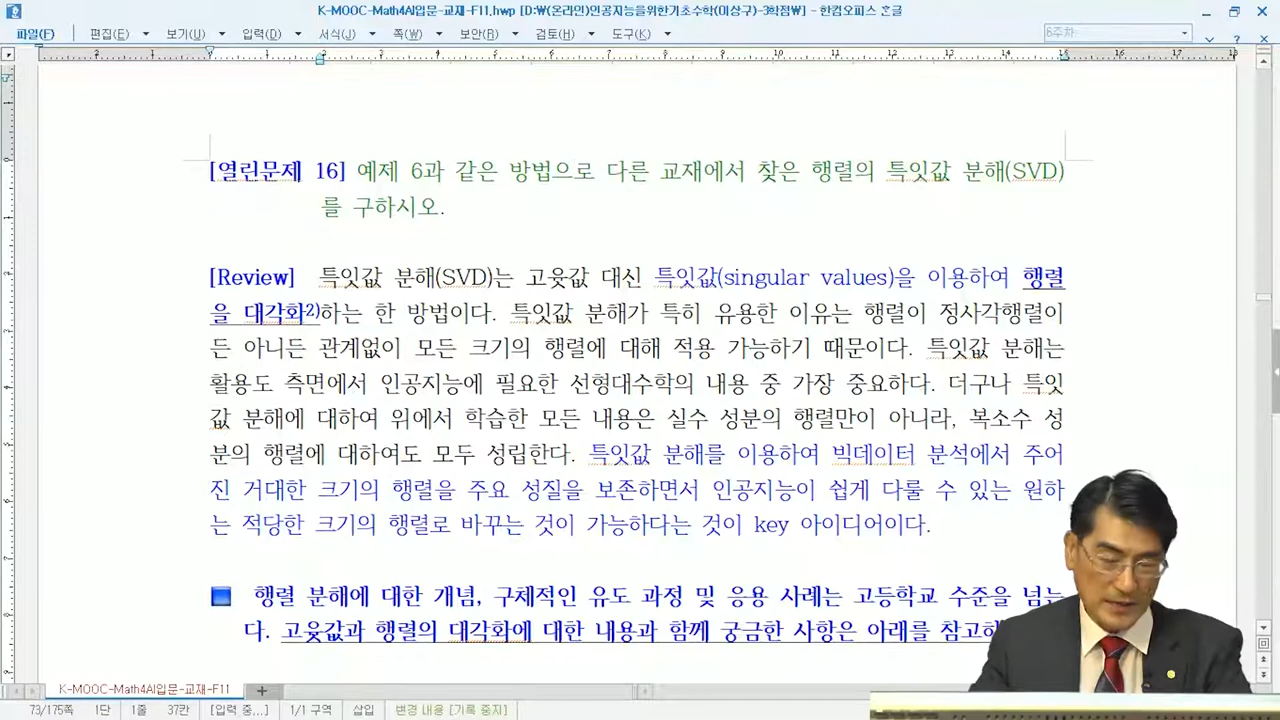 K-MOOC-Math4AI입문-교재-F11.hwp [D:₩(온라인)인공지능을위한기초수학(이상구)-3학점₩] - 한컴오피스 흔글
파일(F) 편집(E) 보기(U) 입력(D) 서식(J) 쪽(W) 보안(B) 검토(H) 도구(K) 6주차
[열린문제 16] 예제 6과 같은 방법으로 다른 교재에서 찾은 행렬의 특잇값 분해(SVD)
를 구하시오.
[Review] 특잇값 분해(SVD)는 고윳값 대신 특잇값(singular values)을 이용하여 행렬
을 대각화2)하는 한 방법이다. 특잇값 분해가 특히 유용한 이유는 행렬이 정사각행렬이
든 아니든 관계없이 모든 크기의 행렬에 대해 적용 가능하기 때문이다. 특잇값 분해는
활용도 측면에서 인공지능에 필요한 선형대수학의 내용 중 가장 중요하다. 더구나 특잇
값 분해에 대하여 위에서 학습한 모든 내용은 실수 성분의 행렬만이 아니라, 복소수 성
분의 행렬에 대하여도 모두 성립한다. 특잇값 분해를 이용하여 빅데이터 분석에서 주어
진 거대한 크기의 행렬을 주요 성질을 보존하면서 인공지능이 쉽게 다룰 수 있는 원하
는 적당한 크기의 행렬로 바꾸는 것이 가능하다는 것이 key 아이디어이다.
행렬 분해에 대한 개념, 구체적인 유도 과정 및 응용 사례는 고등학교 수준을 넘는
다. 고윳값과 행렬의 대각화에 대한 내용과 함께 궁금한 사항은 아래를
K-MOOC-Math4AI입문-교재-F11
73/175쪽 1단 1줄 37칸 [입력 중...] 1/1 구역 삽입 변경 내용 [기록 중지]